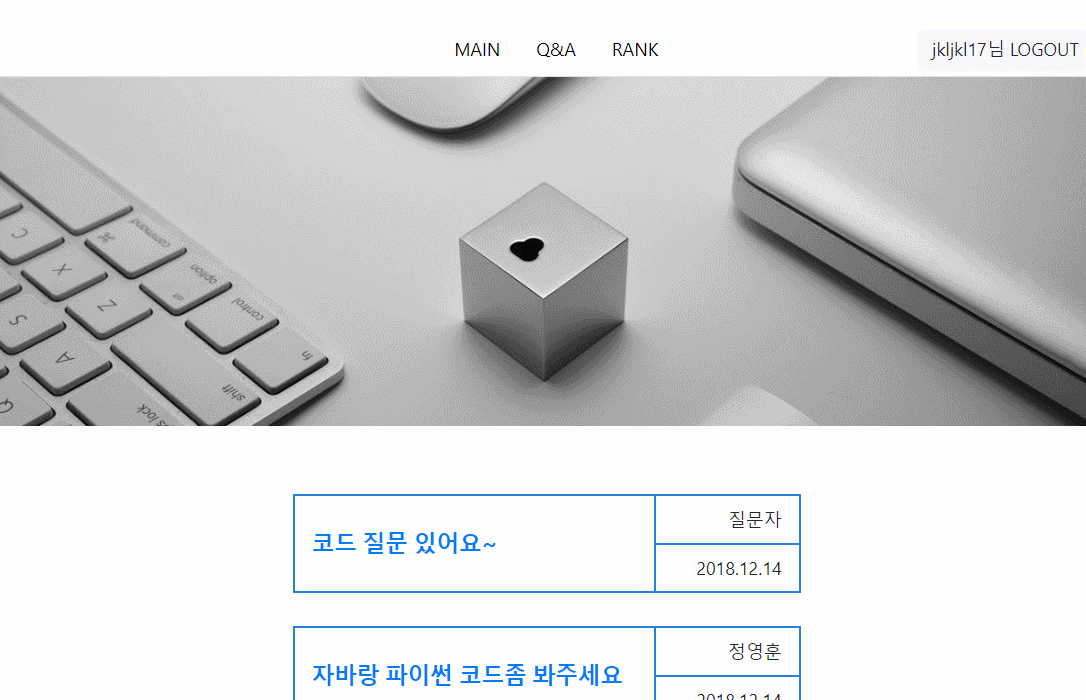 MAIN Q&A RANK jkljkl17님 LOGOUT
command
C
option
X
control
Z
fn
S
A
shift
Q
코드 질문 있어요~
질문자
2018.12.14
자바랑 파이썬 코드좀 봐주세요
정영훈
2018.12.14